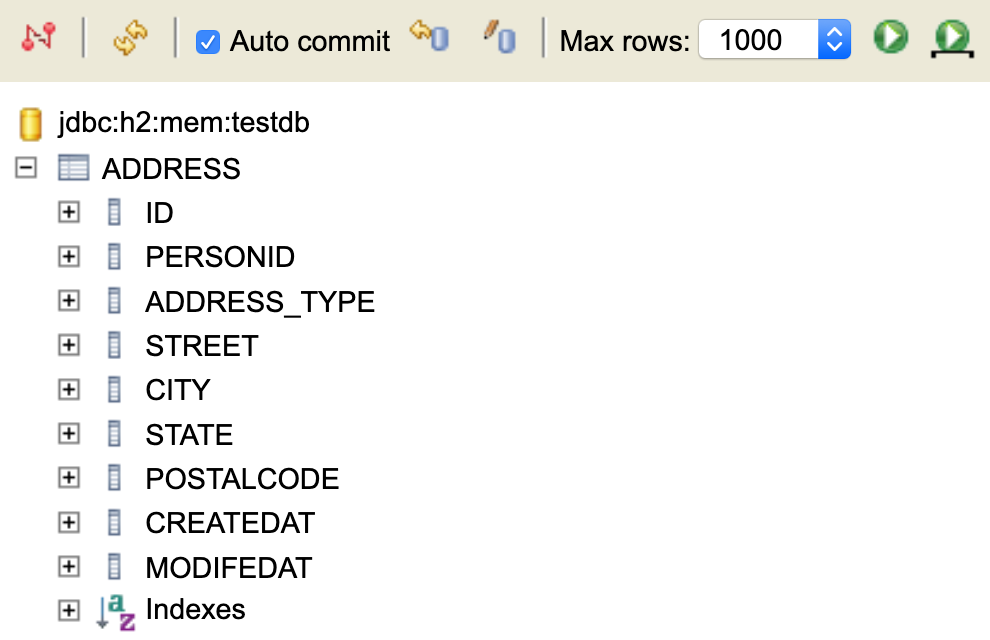 Auto commit Max rows: 1000
jdbc:h2:mem:testdb
ADDRESS
ID
PERSONID
ADDRESS_TYPE
STREET
CITY
STATE
POSTALCODE
CREATEDAT
MODIFEDAT
Indexes